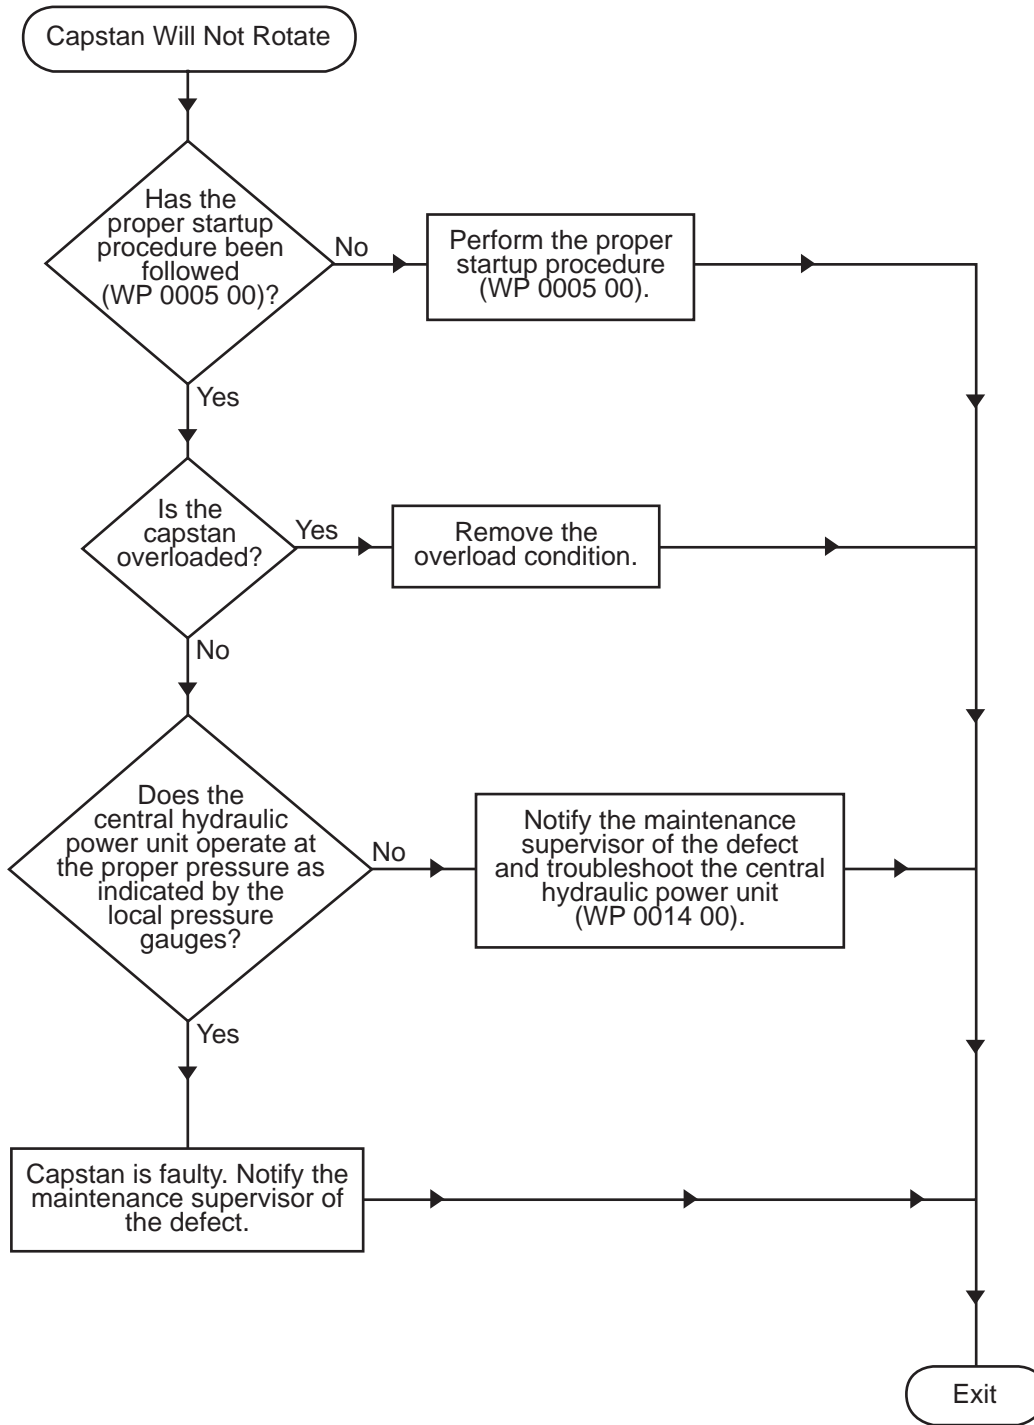 Capstan Will Not Rotate
Has the
proper startup
procedure been
followed
(WP 0005 00)?
No
Perform the proper
startup procedure
(WP 0005 00).
Yes
Is the
capstan
overloaded?
Yes
Remove the
overload condition.
No
Does the
central hydraulic
power unit operate at
the proper pressure as
indicated by the
local pressure
gauges?
No
Notify the maintenance
supervisor of the defect
and troubleshoot the central
hydraulic power unit
(WP 0014 00).
Yes
Capstan is faulty. Notify the
maintenance supervisor of
the defect.
Exit